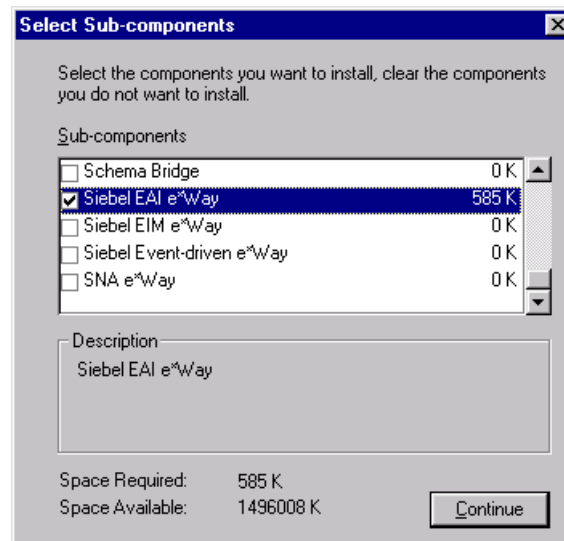 Select Sub-components
Select the components you want to install, clear the components
you do not want to install.
Sub-components
Schema Bridge 0 K
Siebel EAI e*Way 585 K
Siebel EIM e*Way 0 K
Siebel Event-driven e*Way 0 K
SNA e*Way 0 K
Description
Siebel EAI e*Way
Space Required: 585 K
Space Available: 1496008 K
Continue